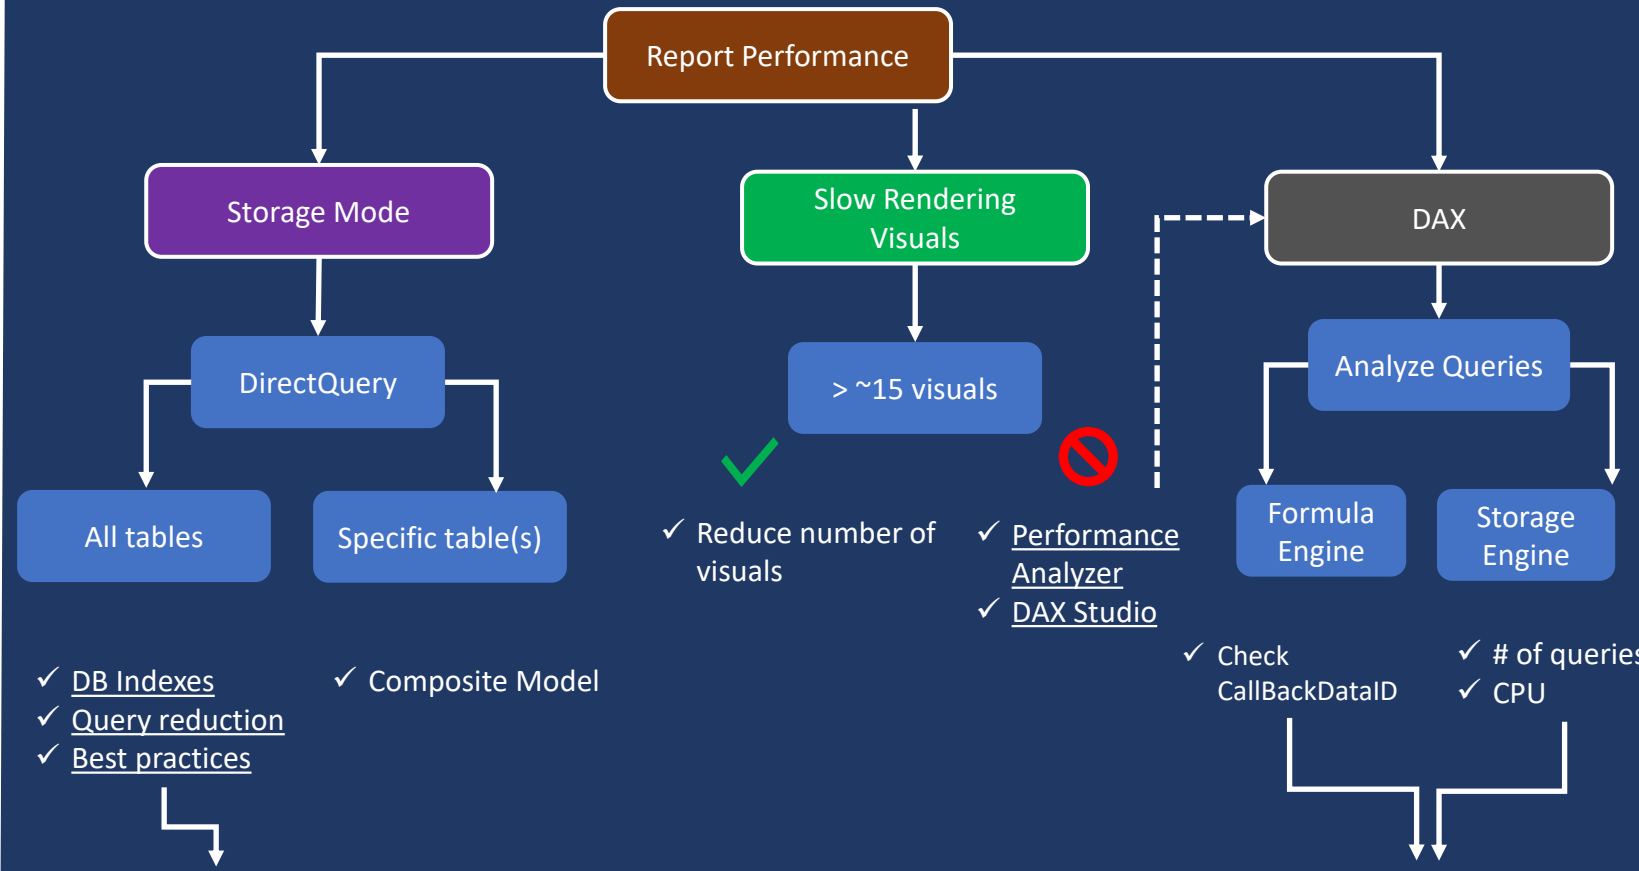 Report Performance
Storage Mode
Slow Rendering
Visuals
DAX
DirectQuery
> ~15 visuals
Analyze Queries
All tables
Specific table(s)
Formula
Engine
Storage
Engine
Reduce number of
visuals
Performance
Analyzer
DAX Studio
DB Indexes
Query reduction
Best practices
Composite Model
Check
CallBackDataID
# of queries
CPU